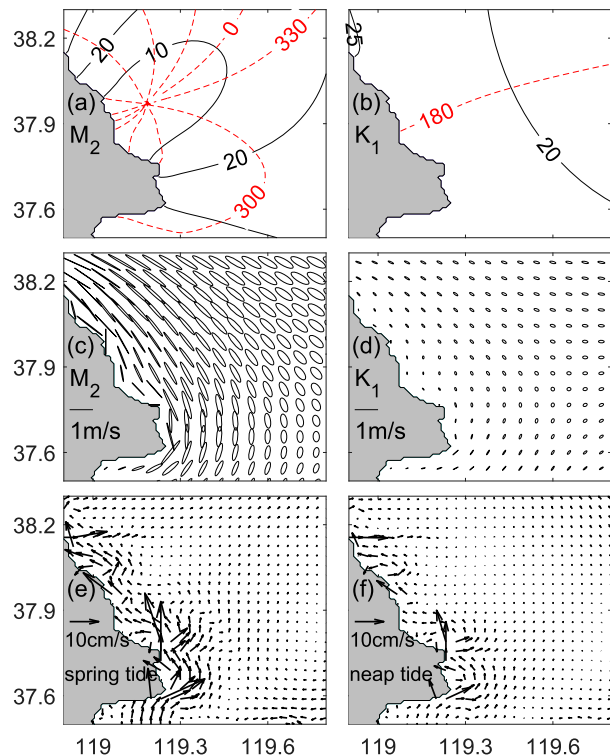 38.3
20
10
0
330
(a)
M2
37.9
20
300
37.6
25
(b)
K1
180
20
20
38.2
(c)
M2
1m/s
37.9
37.6
(d)
K1
1m/s
38.2
(e)
10cm/s
spring tide
37.9
37.6
(f)
10cm/s
neap tide
119 119.3 119.6
119 119.3 119.6